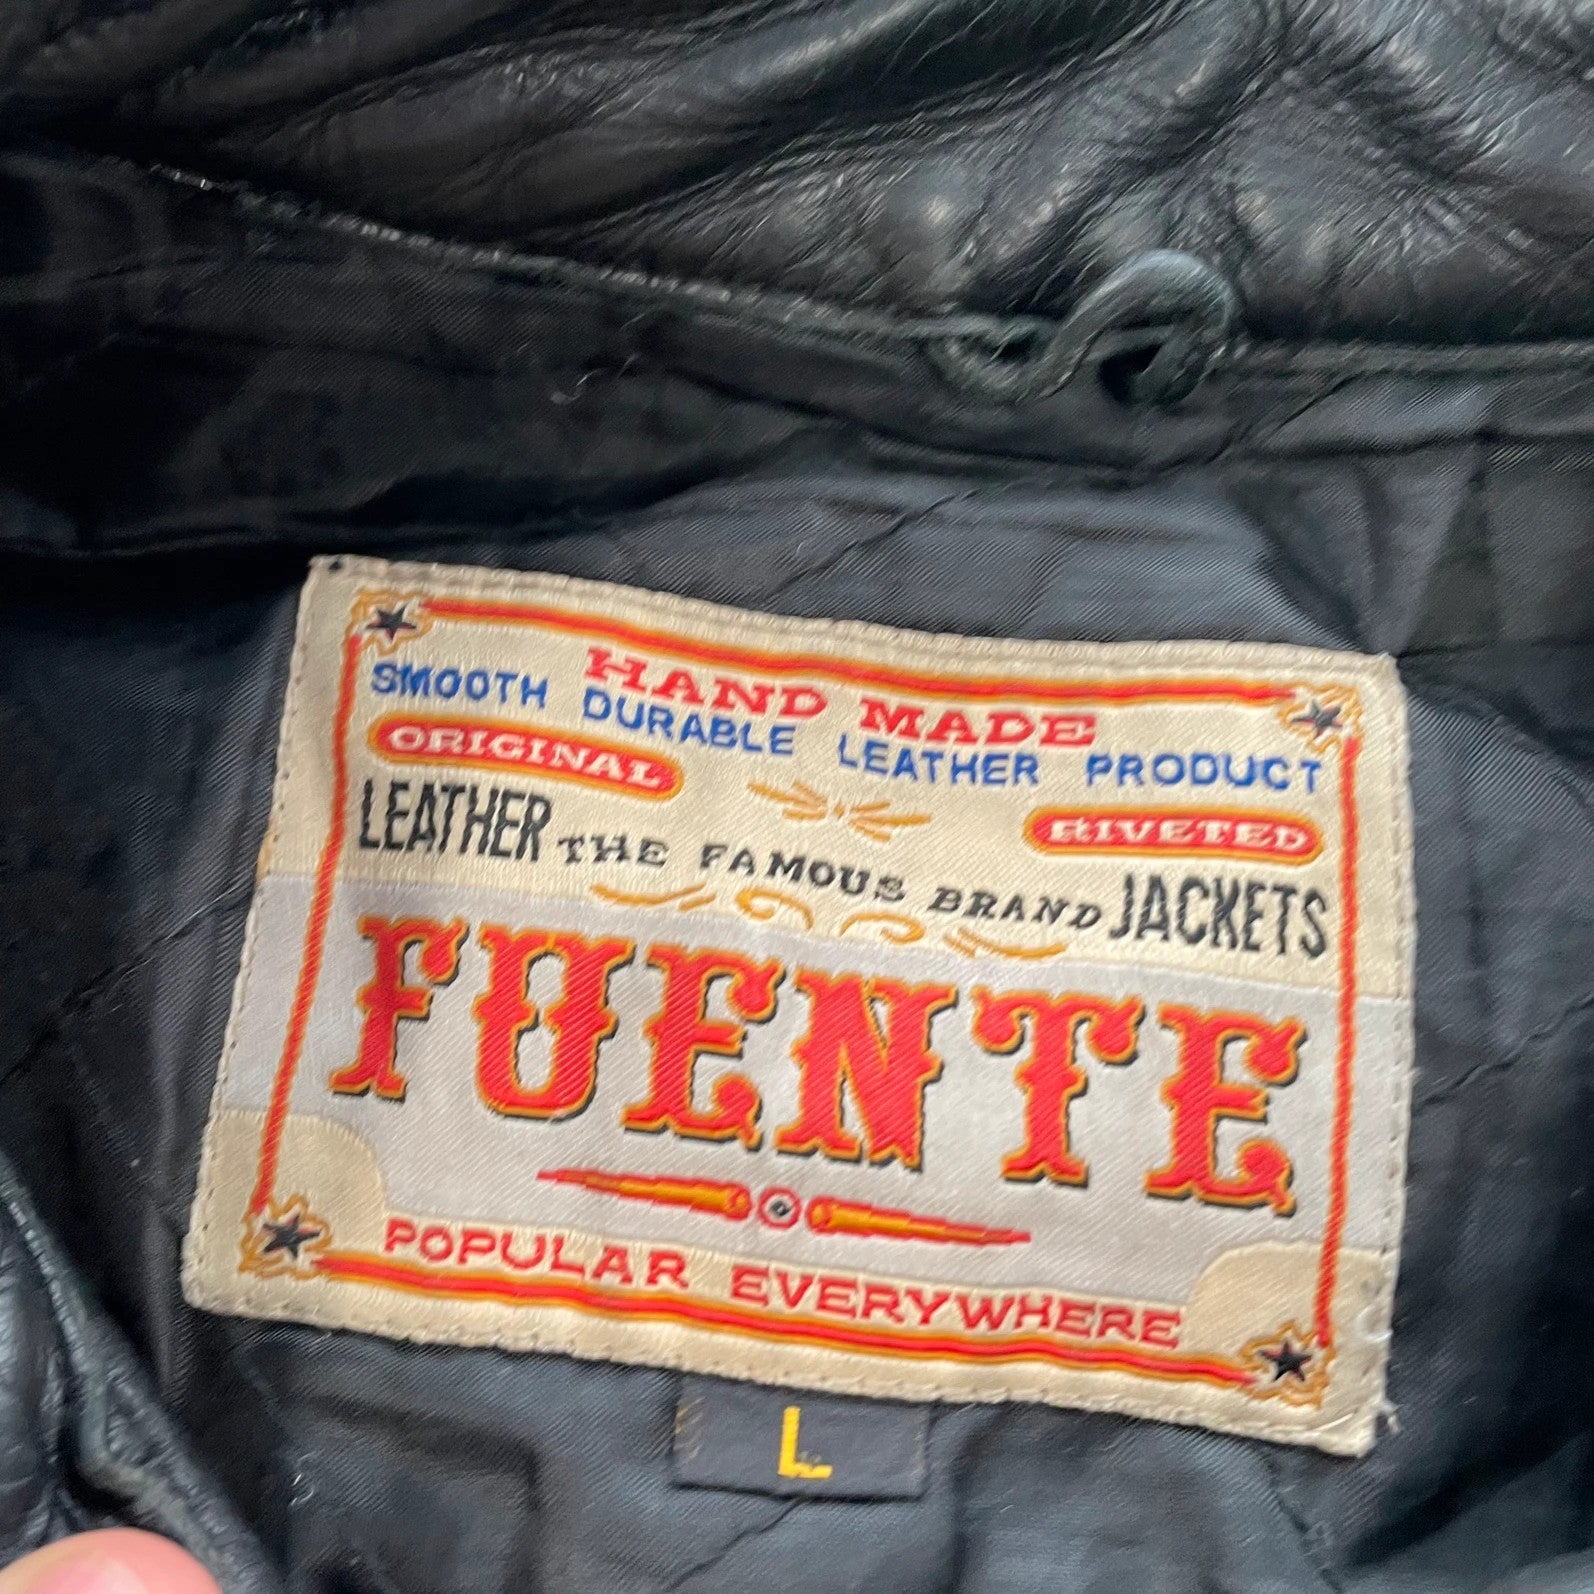 HAND MADE
SMOOTH DURABLE LEATHER PRODUCT
ORIGINAL
RIVETED
LEATHER THE FAMOUS BRAND JACKETS
FUENTE
POPULAR EVERYWHERE
L